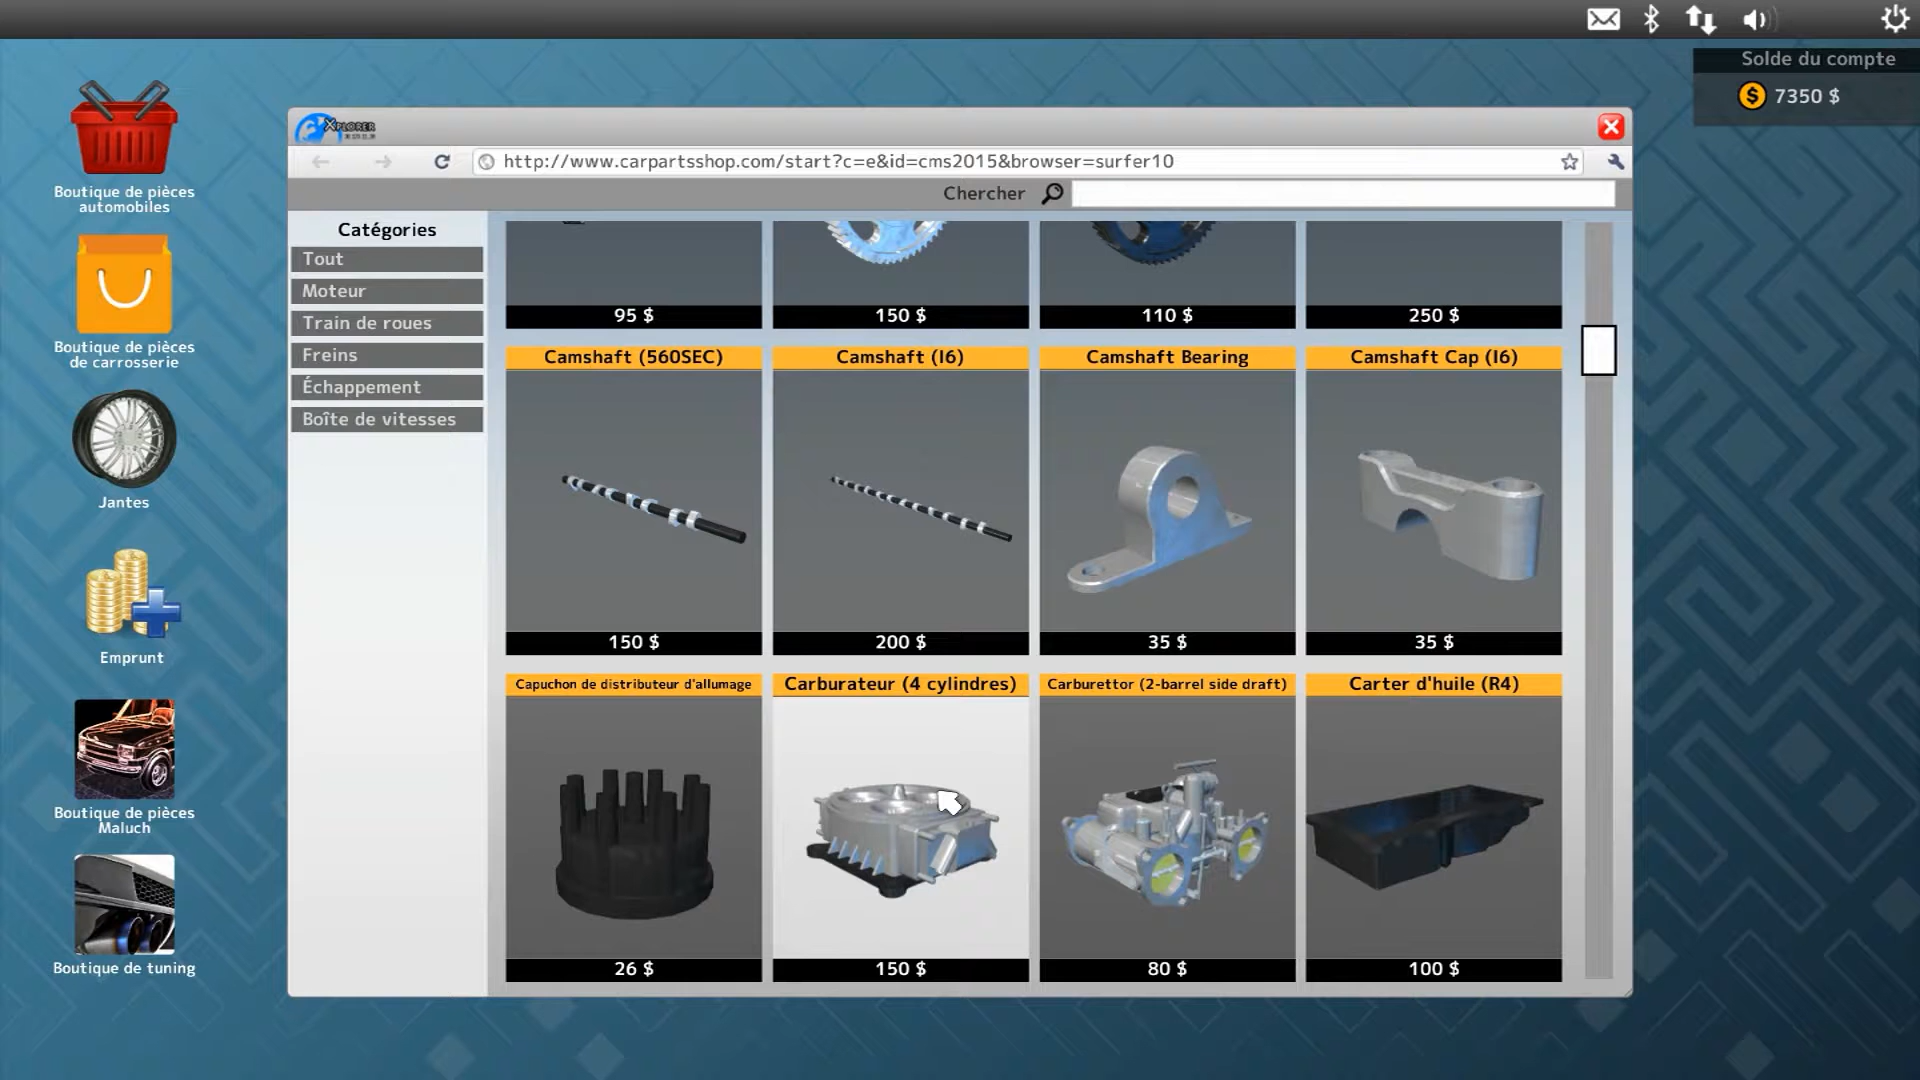 Solde du compte
7350 $
Boutique de pièces
automobiles
Boutique de pièces
de carrosserie
Jantes
Emprunt
Boutique de pièces
Maluch
Boutique de tuning
XPLORER
http://www.carpartsshop.com/start?c=e&id=cms2015&browser=surfer10
Chercher
Catégories
Tout
Moteur
Train de roues
Freins
Échappement
Boîte de vitesses
95 $
150 $
110 $
250 $
Camshaft (560SEC)
Camshaft (I6)
Camshaft Bearing
Camshaft Cap (I6)
150 $
200 $
35 $
35 $
Capuchon de distributeur d'allumage
Carburateur (4 cylindres)
Carburettor (2-barrel side draft)
Carter d'huile (R4)
26 $
150 $
80 $
100 $